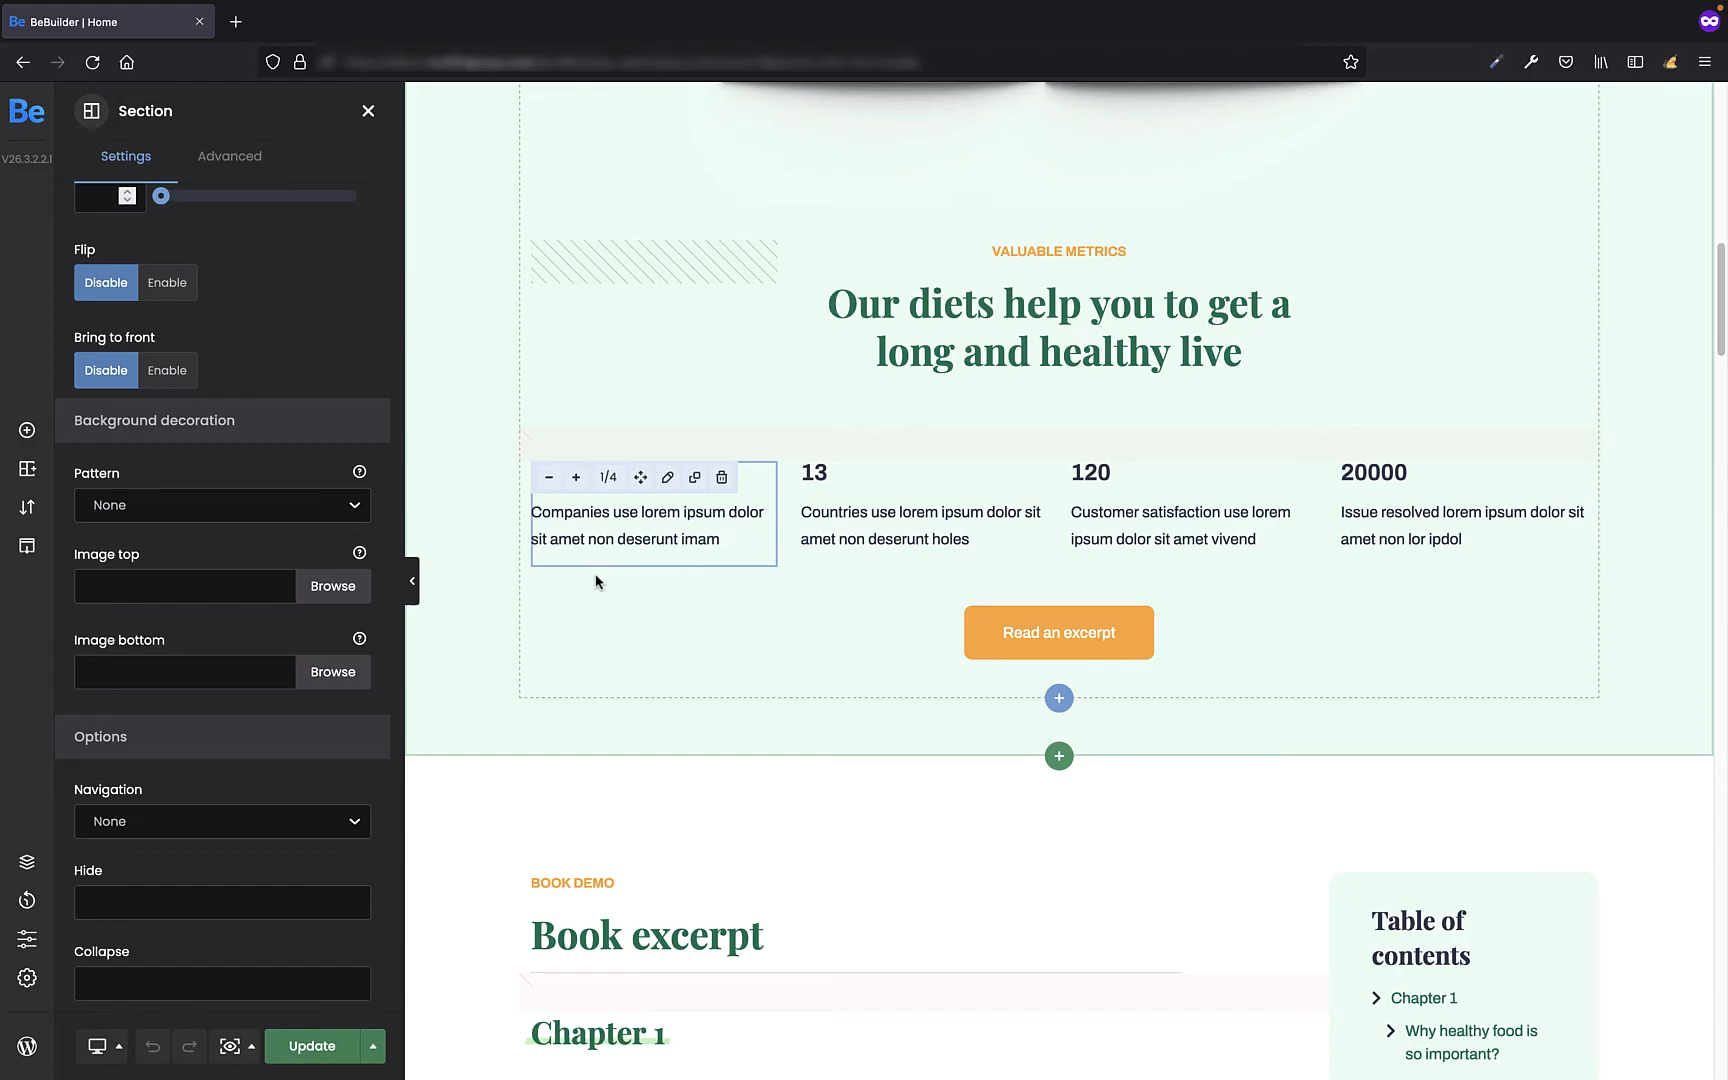 Be BeBuilder | Home
Be
V26.3.2.2.1
Section
Settings
Advanced
Flip
Disable
Enable
Bring to front
Disable
Enable
Background decoration
Pattern
None
Image top
Browse
Image bottom
Browse
Options
Navigation
None
Hide
Collapse
Update
VALUABLE METRICS
Our diets help you to get a
long and healthy live
1/4
Companies use lorem ipsum dolor
sit amet non deserunt imam
13
Countries use lorem ipsum dolor sit
amet non deserunt holes
120
Customer satisfaction use lorem
ipsum dolor sit amet vivend
20000
Issue resolved lorem ipsum dolor sit
amet non lor ipdol
Read an excerpt
BOOK DEMO
Book excerpt
Chapter 1
Table of
contents
Chapter 1
Why healthy food is
so important?